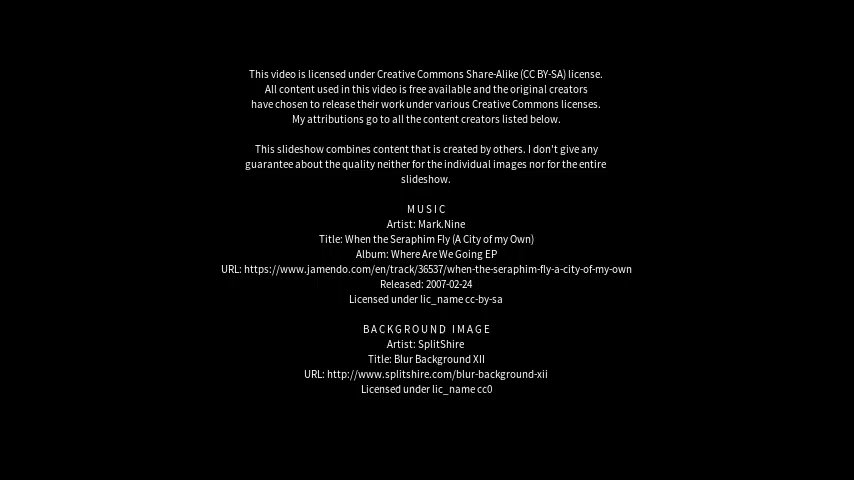 This video is licensed under Creative Commons Share-Alike (CC BY-SA) license.
All content used in this video is free available and the original creators
have chosen to release their work under various Creative Commons licenses.
My attributions go to all the content creators listed below.
This slideshow combines content that is created by others. I don't give any
guarantee about the quality neither for the individual images nor for the entire
slideshow.
MUSIC
Artist: Mark.Nine
Title: When the Seraphim Fly (A City of my Own)
Album: Where Are We Going EP
URL: https://www.jamendo.com/en/track/36537/when-the-seraphim-fly-a-city-of-my-own
Released: 2007-02-24
Licensed under lic_name cc-by-sa
BACKGROUND IMAGE
Artist: SplitShire
Title: Blur Background XII
URL: http://www.splitshire.com/blur-background-xii
Licensed under lic_name cc0